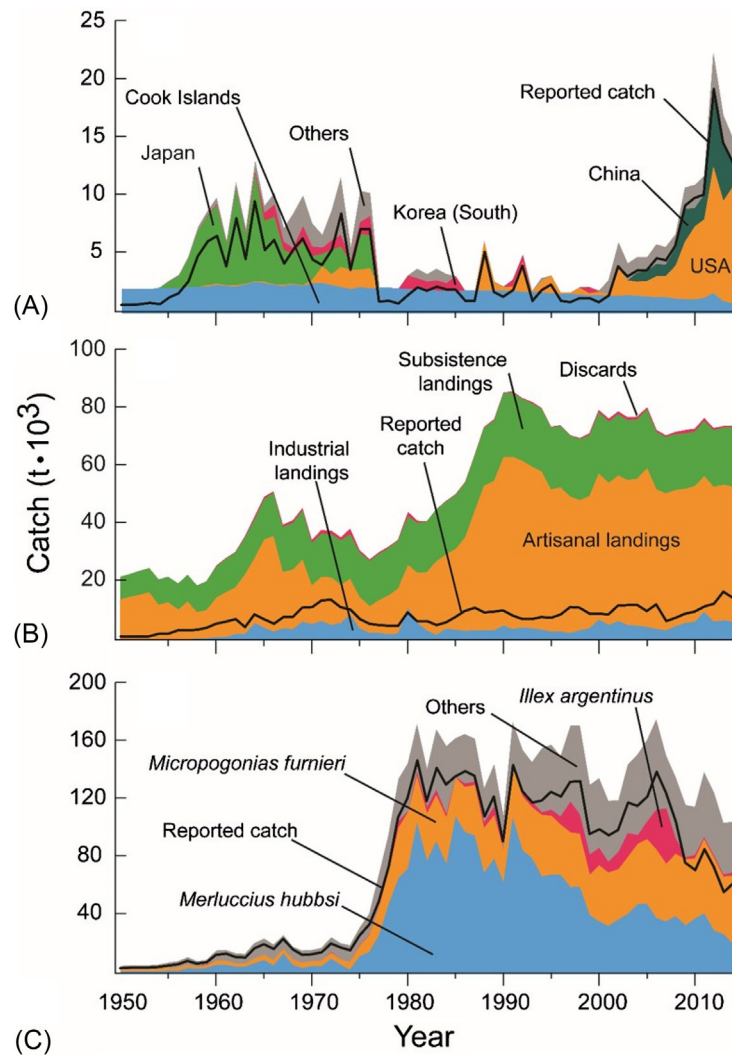 25
20
Cook Islands
Reported catch
15
Others
Japan
China
10
Korea (South)
5
USA
(A)
100
Subsistence
landings
Discards
80
Reported
catch
Industrial
landings
60
40
Artisanal landings
20
(B)
Catch (t•10³)
200
Illex argentinus
Others
160
Micropogonias furnieri
120
Reported catch
80
Merluccius hubbsi
40
1950 1960 1970 1980 1990 2000 2010
(C)
Year